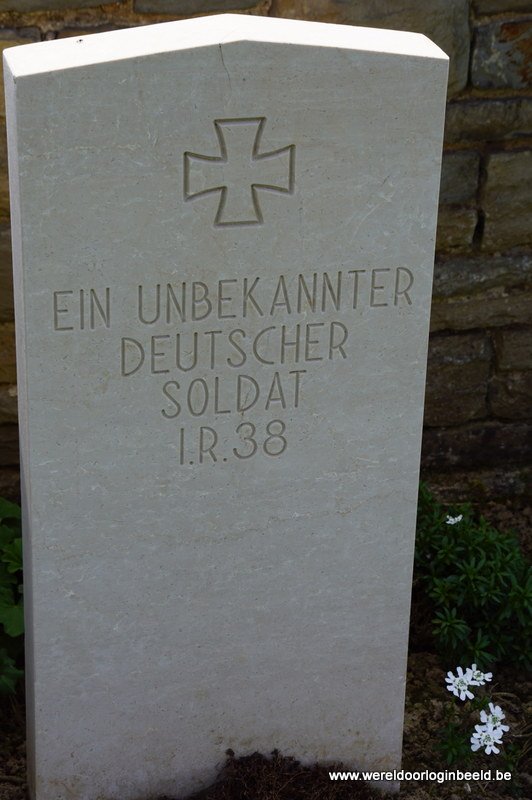 EIN UNBEKANNTER
DEUTSCHER
SOLDAT
I.R.38
www.wereldoorloginbeeld.be